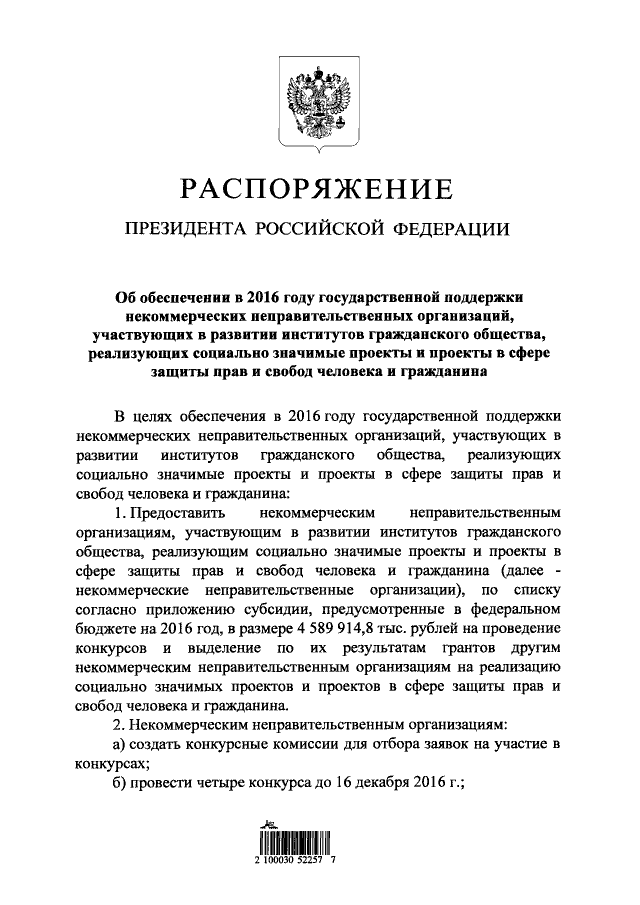 РАСПОРЯЖЕНИЕ
ПРЕЗИДЕНТА РОССИЙСКОЙ ФЕДЕРАЦИИ
Об обеспечении в 2016 году государственной поддержки
некоммерческих неправительственных организаций,
участвующих в развитии институтов гражданского общества,
реализующих социально значимые проекты и проекты в сфере
защиты прав и свобод человека и гражданина
В целях обеспечения в 2016 году государственной поддержки
некоммерческих неправительственных организаций, участвующих в
развитии институтов гражданского общества, реализующих
социально значимые проекты и проекты в сфере защиты прав и
свобод человека и гражданина:
1. Предоставить некоммерческим неправительственным
организациям, участвующим в развитии институтов гражданского
общества, реализующим социально значимые проекты и проекты в
сфере защиты прав и свобод человека и гражданина (далее -
некоммерческие неправительственные организации), по списку
согласно приложению субсидии, предусмотренные в федеральном
бюджете на 2016 год, в размере 4 589 914,8 тыс. рублей на проведение
конкурсов и выделение по их результатам грантов другим
некоммерческим неправительственным организациям на реализацию
социально значимых проектов и проектов в сфере защиты прав и
свобод человека и гражданина.
2. Некоммерческим неправительственным организациям:
а) создать конкурсные комиссии для отбора заявок на участие в
конкурсах;
б) провести четыре конкурса до 16 декабря 2016 г.;
2 100030 52257 7